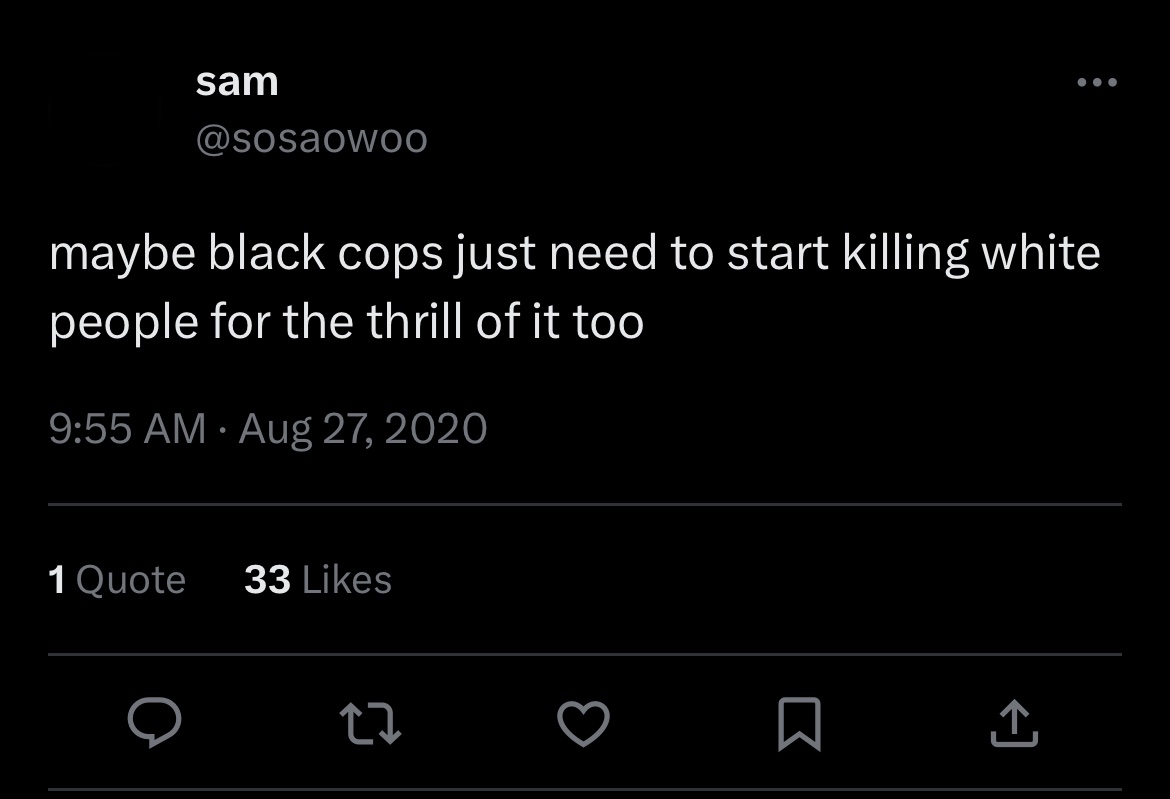 sam
@sosaowoo
maybe black cops just need to start killing white
people for the thrill of it too
9:55 AM · Aug 27, 2020
1 Quote 33 Likes